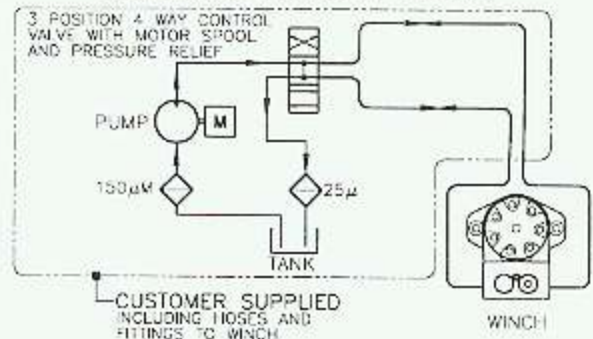 3 POSITION 4 WAY CONTROL
VALVE WITH MOTOR SPOOL
AND PRESSURE RELIEF
PUMP
M
150µM
25µ
TANK
CUSTOMER SUPPLIED
INCLUDING HOSES AND
FITTINGS TO WINCH
WINCH